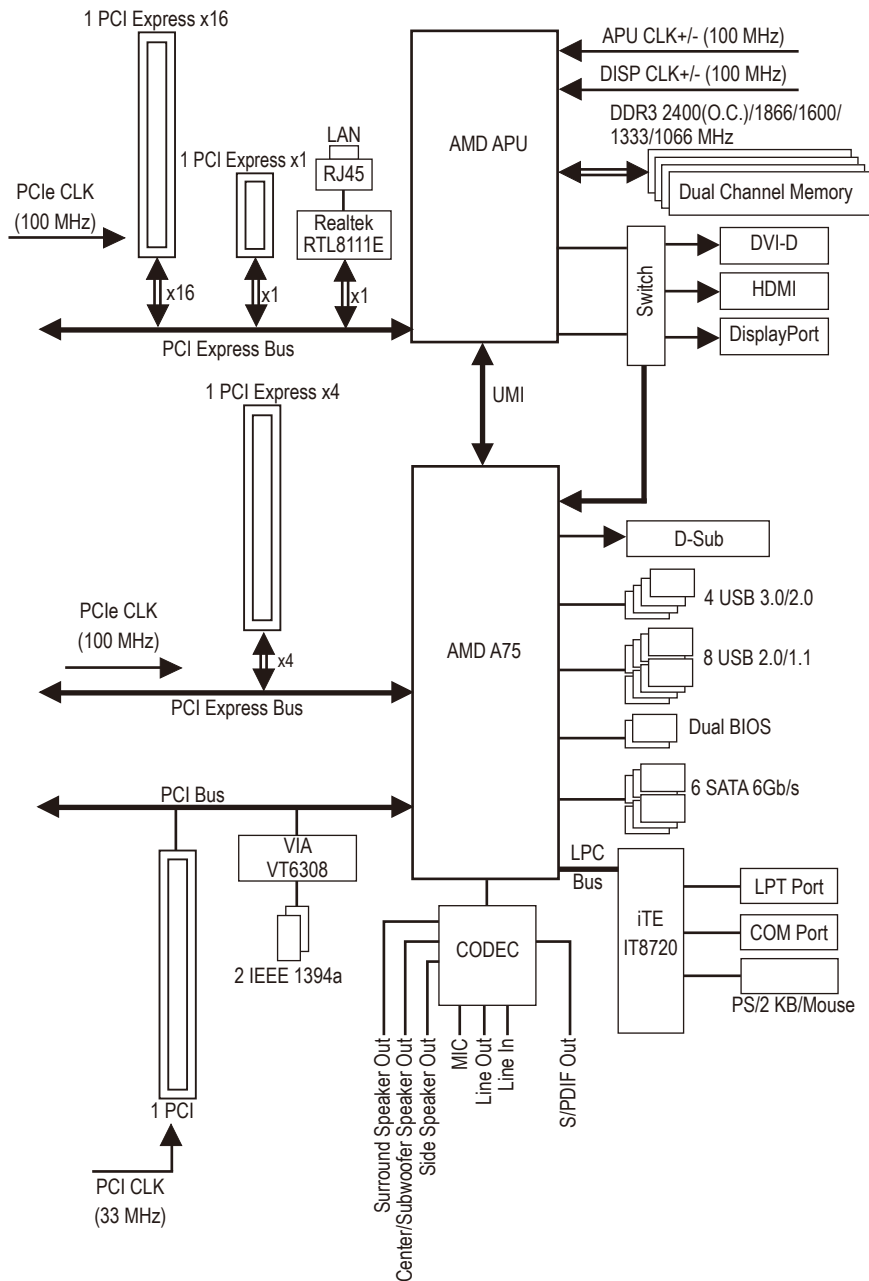 1 PCI Express x16
APU CLK+/- (100 MHz)
DISP CLK+/- (100 MHz)
DDR3 2400(O.C.)/1866/1600/
1333/1066 MHz
AMD APU
Dual Channel Memory
LAN
RJ45
1 PCI Express x1
PCIe CLK
(100 MHz)
Realtek
RTL8111E
x16
x1
x1
PCI Express Bus
Switch
DVI-D
HDMI
DisplayPort
UMI
1 PCI Express x4
AMD A75
D-Sub
4 USB 3.0/2.0
8 USB 2.0/1.1
Dual BIOS
6 SATA 6Gb/s
PCIe CLK
(100 MHz)
x4
PCI Express Bus
PCI Bus
VIA
VT6308
2 IEEE 1394a
LPC
Bus
iTE
IT8720
LPT Port
COM Port
PS/2 KB/Mouse
CODEC
Surround Speaker Out
Center/Subwoofer Speaker Out
Side Speaker Out
MIC
Line Out
Line In
S/PDIF Out
1 PCI
PCI CLK
(33 MHz)